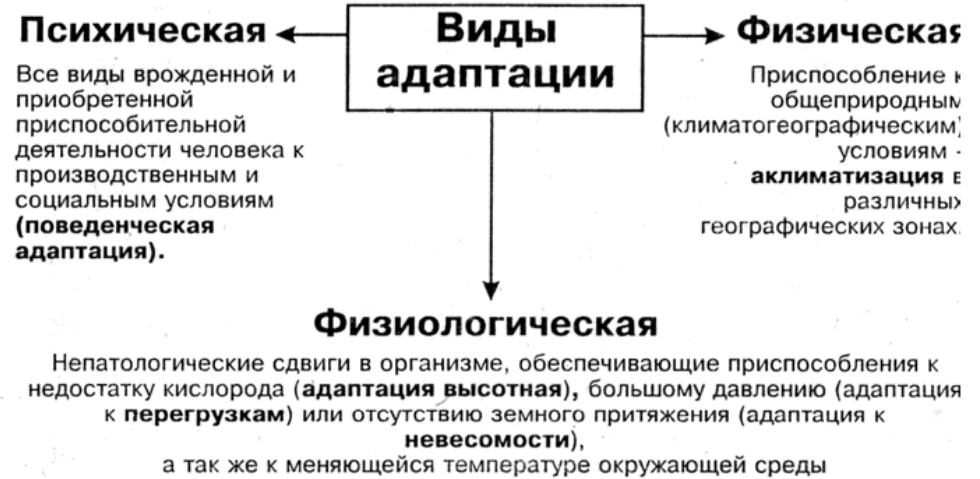 Виды
адаптации
Психическая
Все виды врожденной и
приобретенной
приспособительной
деятельности человека к
производственным и
социальным условиям
(поведенческая
адаптация).
Физическая
Приспособление к
общеприродным
(климатогеографическим)
условиям -
аклиматизация в
различных
географических зонах.
Физиологическая
Непатологические сдвиги в организме, обеспечивающие приспособления к
недостатку кислорода (адаптация высотная), большому давлению (адаптация
к перегрузкам) или отсутствию земного притяжения (адаптация к
невесомости),
а так же к меняющейся температуре окружающей среды